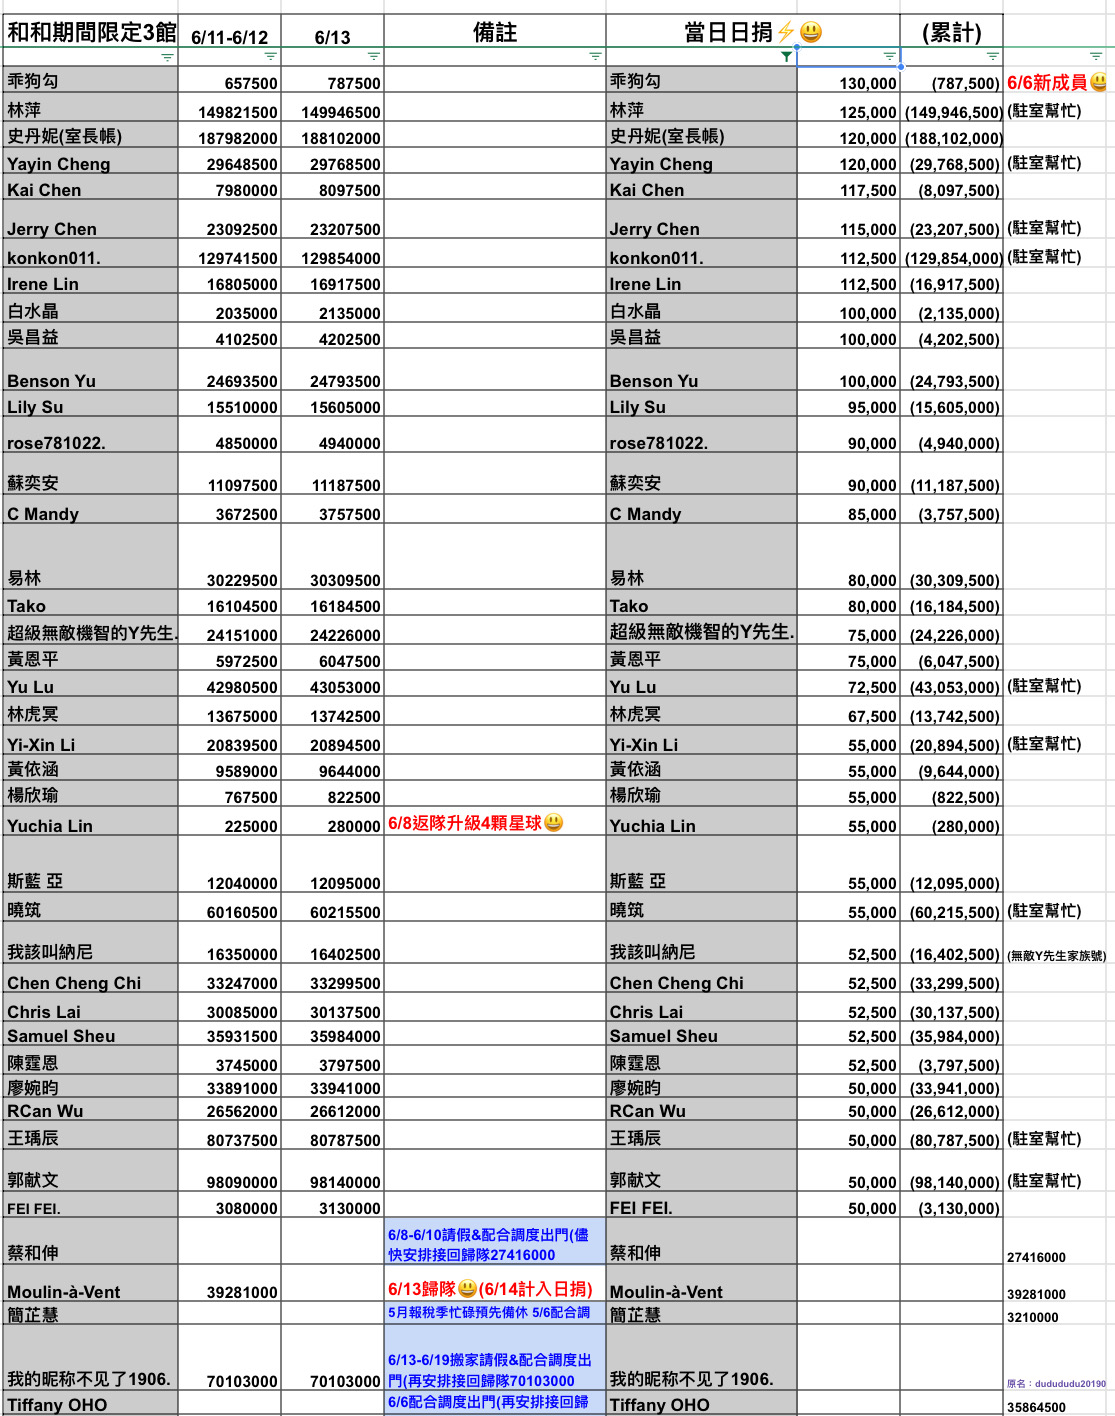 和和期間限定3館 6/11-6/12 6/13 備註 當日日捐⚡😃 (累計)
乖狗勾 657500 787500 乖狗勾 130,000 (787,500) 6/6新成員😃
林萍 149821500 149946500 林萍 125,000 (149,946,500) (駐室幫忙)
史丹妮(室長帳) 187982000 188102000 史丹妮(室長帳) 120,000 (188,102,000)
Yayin Cheng 29648500 29768500 Yayin Cheng 120,000 (29,768,500) (駐室幫忙)
Kai Chen 7980000 8097500 Kai Chen 117,500 (8,097,500)
Jerry Chen 23092500 23207500 Jerry Chen 115,000 (23,207,500) (駐室幫忙)
konkon011. 129741500 129854000 konkon011. 112,500 (129,854,000) (駐室幫忙)
Irene Lin 16805000 16917500 Irene Lin 112,500 (16,917,500)
白水晶 2035000 2135000 白水晶 100,000 (2,135,000)
吳昌益 4102500 4202500 吳昌益 100,000 (4,202,500)
Benson Yu 24693500 24793500 Benson Yu 100,000 (24,793,500)
Lily Su 15510000 15605000 Lily Su 95,000 (15,605,000)
rose781022. 4850000 4940000 rose781022. 90,000 (4,940,000)
蘇奕安 11097500 11187500 蘇奕安 90,000 (11,187,500)
C Mandy 3672500 3757500 C Mandy 85,000 (3,757,500)
易林 30229500 30309500 易林 80,000 (30,309,500)
Tako 16104500 16184500 Tako 80,000 (16,184,500)
超級無敵機智的Y先生. 24151000 24226000 超級無敵機智的Y先生. 75,000 (24,226,000)
黃恩平 5972500 6047500 黃恩平 75,000 (6,047,500)
Yu Lu 42980500 43053000 Yu Lu 72,500 (43,053,000) (駐室幫忙)
林虎冥 13675000 13742500 林虎冥 67,500 (13,742,500)
Yi-Xin Li 20839500 20894500 Yi-Xin Li 55,000 (20,894,500) (駐室幫忙)
黃依涵 9589000 9644000 黃依涵 55,000 (9,644,000)
楊欣瑜 767500 822500 楊欣瑜 55,000 (822,500)
Yuchia Lin 225000 280000 6/8返隊升級4顆星球😃 Yuchia Lin 55,000 (280,000)
斯藍 亞 12040000 12095000 斯藍 亞 55,000 (12,095,000)
曉筑 60160500 60215500 曉筑 55,000 (60,215,500) (駐室幫忙)
我該叫納尼 16350000 16402500 我該叫納尼 52,500 (16,402,500) (無敵Y先生家族號)
Chen Cheng Chi 33247000 33299500 Chen Cheng Chi 52,500 (33,299,500)
Chris Lai 30085000 30137500 Chris Lai 52,500 (30,137,500)
Samuel Sheu 35931500 35984000 Samuel Sheu 52,500 (35,984,000)
陳霆恩 3745000 3797500 陳霆恩 52,500 (3,797,500)
廖婉昀 33891000 33941000 廖婉昀 50,000 (33,941,000)
RCan Wu 26562000 26612000 RCan Wu 50,000 (26,612,000)
王瑀辰 80737500 80787500 王瑀辰 50,000 (80,787,500) (駐室幫忙)
郭献文 98090000 98140000 郭献文 50,000 (98,140,000) (駐室幫忙)
FEI FEI. 3080000 3130000 FEI FEI. 50,000 (3,130,000)
6/8-6/10請假&配合調度出門(儘
蔡和伸 快安排接回歸隊27416000 蔡和伸 27416000
Moulin-à-Vent 39281000 6/13歸隊😃(6/14計入日捐) Moulin-à-Vent 39281000
簡芷慧 5月報稅季忙碌預先備休 5/6配合調 簡芷慧 3210000
6/13-6/19搬家請假&配合調度出
我的昵称不见了1906. 70103000 70103000 門(再安排接回歸隊70103000 我的昵称不见了1906. 原名：dudududu20190
Tiffany OHO 6/6配合調度出門(再安排接回歸 Tiffany OHO 35864500